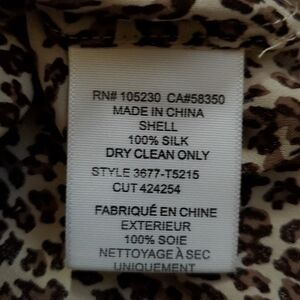 RN# 105230 CA#58350
MADE IN CHINA
SHELL
100% SILK
DRY CLEAN ONLY
STYLE 3677-T5215
CUT 424254
FABRIQUÉ EN CHINE
EXTERIEUR
100% SOIE
NETTOYAGE À SEC
UNIQUEMENT